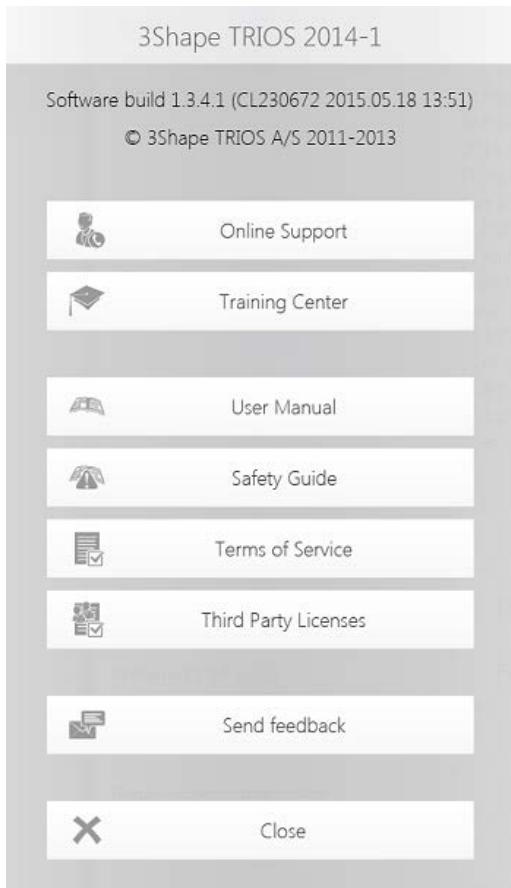 3Shape TRIOS 2014-1
Software build 1.3.4.1 (CL230672 2015.05.18 13:51)
© 3Shape TRIOS A/S 2011-2013
Online Support
Training Center
User Manual
Safety Guide
Terms of Service
Third Party Licenses
Send feedback
Close